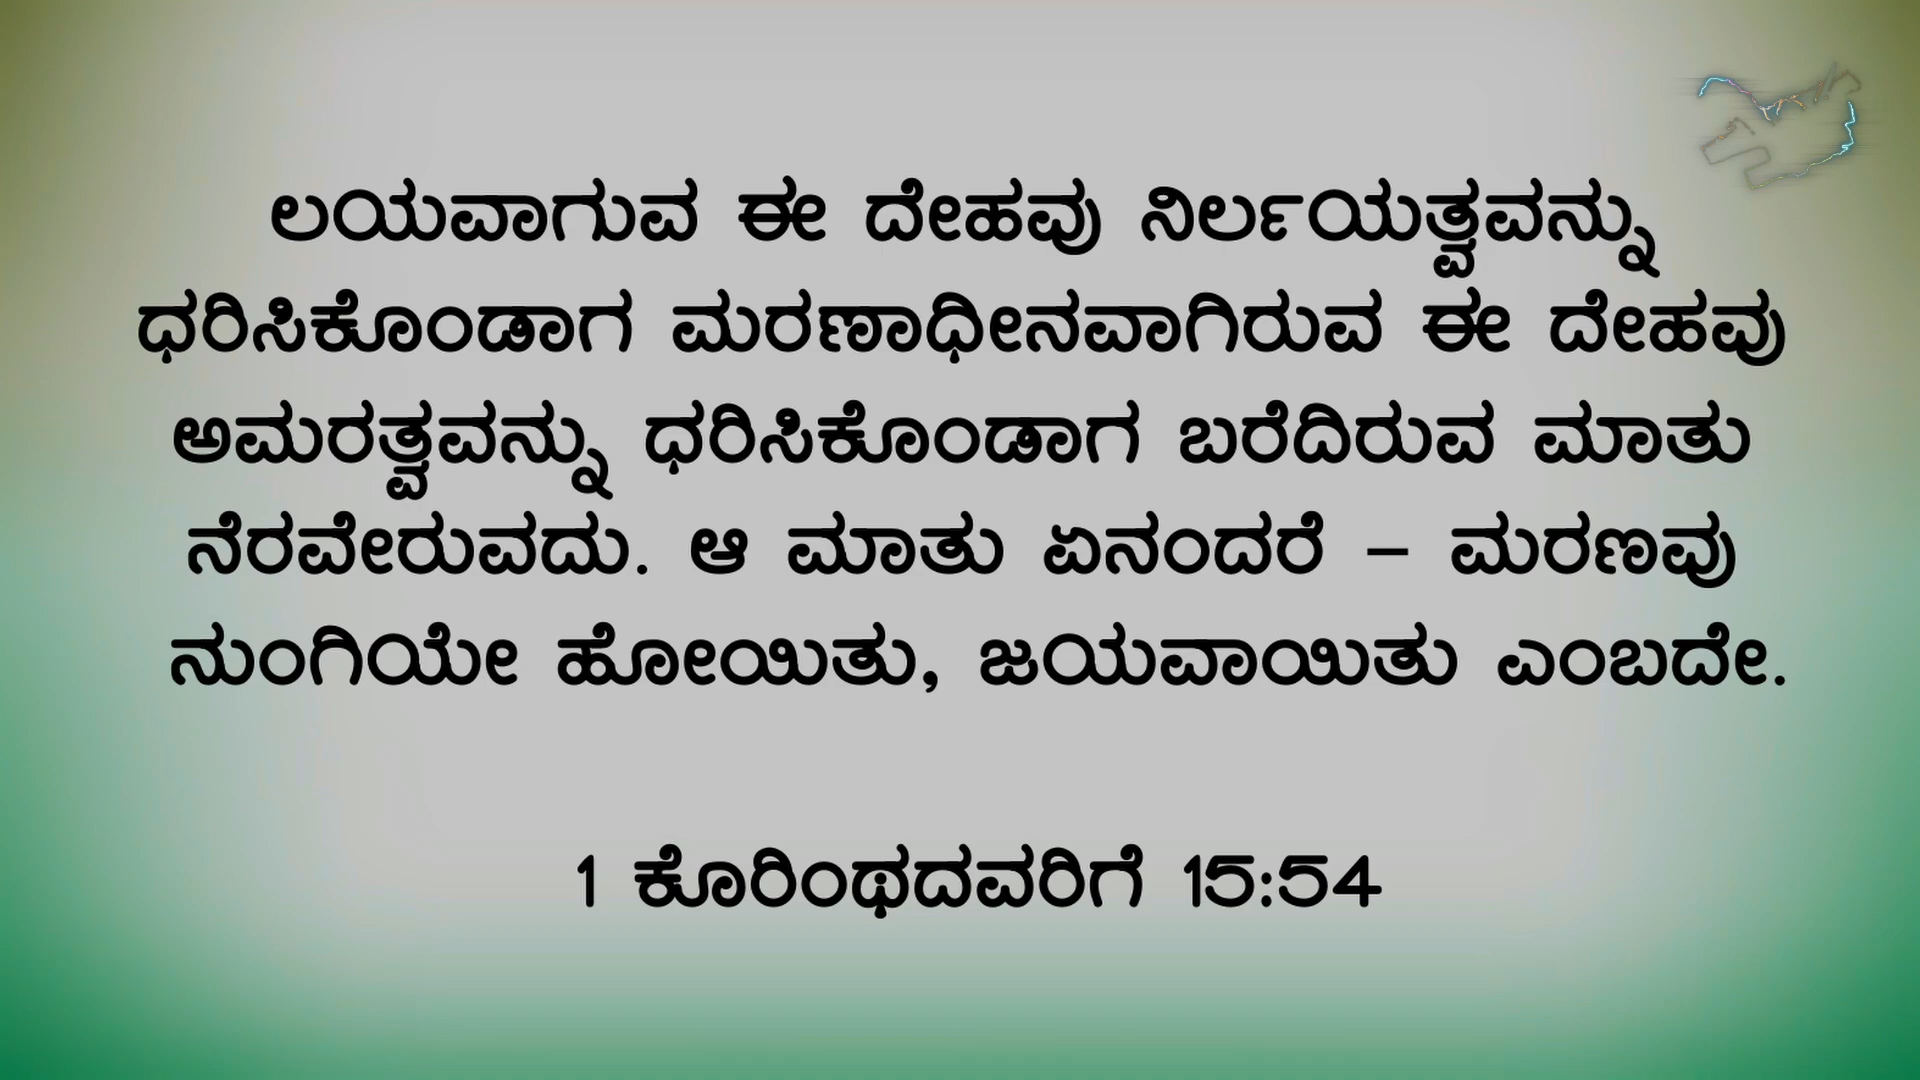 ಲಯವಾಗುವ ಈ ದೇಹವು ನಿರ್ಲಯತ್ವವನ್ನು
ಧರಿಸಿಕೊಂಡಾಗ ಮರಣಾಧೀನವಾಗಿರುವ ಈ ದೇಹವು
ಅಮರತ್ವವನ್ನು ಧರಿಸಿಕೊಂಡಾಗ ಬರೆದಿರುವ ಮಾತು
ನೆರವೇರುವದು. ಆ ಮಾತು ಏನಂದರೆ – ಮರಣವು
ನುಂಗಿಯೇ ಹೋಯಿತು, ಜಯವಾಯಿತು ಎಂಬದೇ.
1 ಕೊರಿಂಥದವರಿಗೆ 15:54